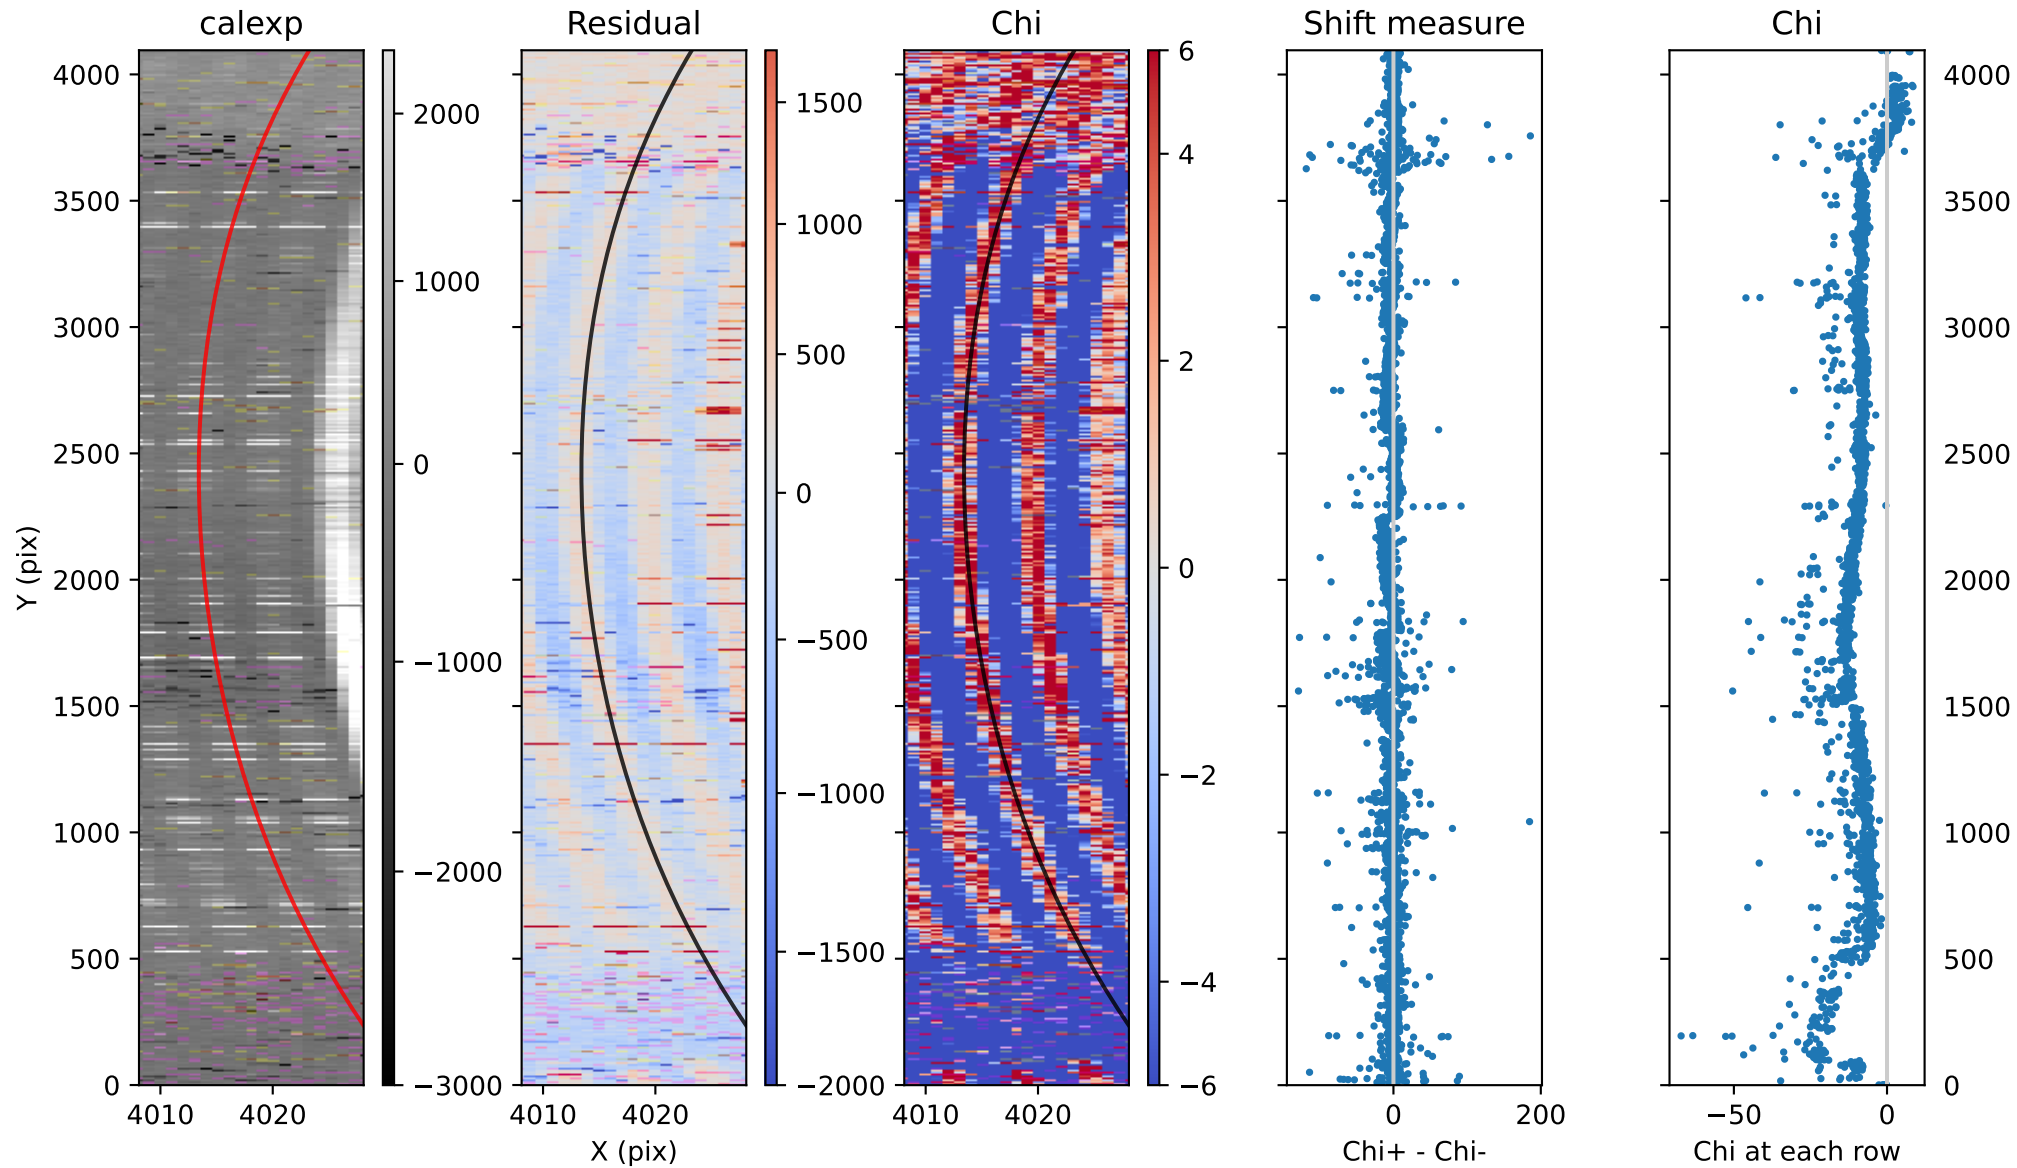 calexp Residual Chi Shift measure Chi
4000 2000 1500 6 4000
3500 1000 1000 4 3500
3000 0 500 2 3000
2500 −1000 0 0 2500
2000 −2000 −500 −2 2000
1500 −3000 −1000 −4 1500
1000 −1500 −6 1000
500 −2000 500
0 0
Y (pix)
4010 4020 4010 4020 4010 4020 0 200 −50 0
X (pix) Chi+ - Chi- Chi at each row